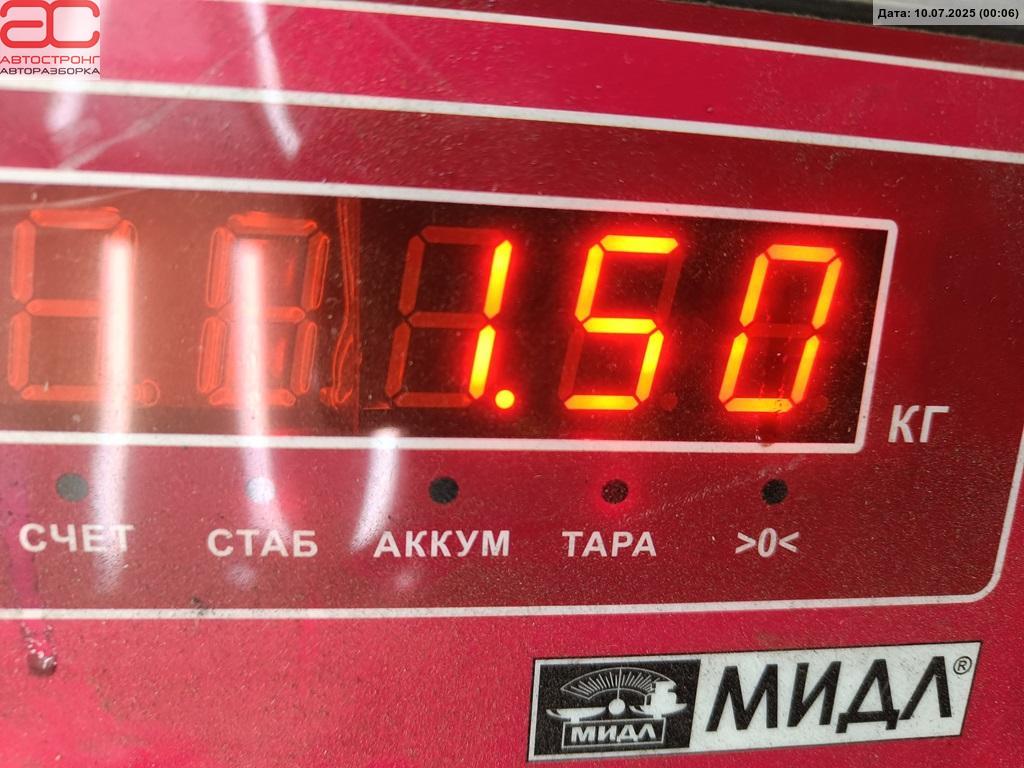 ас
АВТОСТРОНГ
АВТОРАЗБОРКА
Дата: 10.07.2025 (00:06)
1.50
КГ
СЧЕТ СТАБ АККУМ ТАРА >0<
МИДЛ МИДЛ®